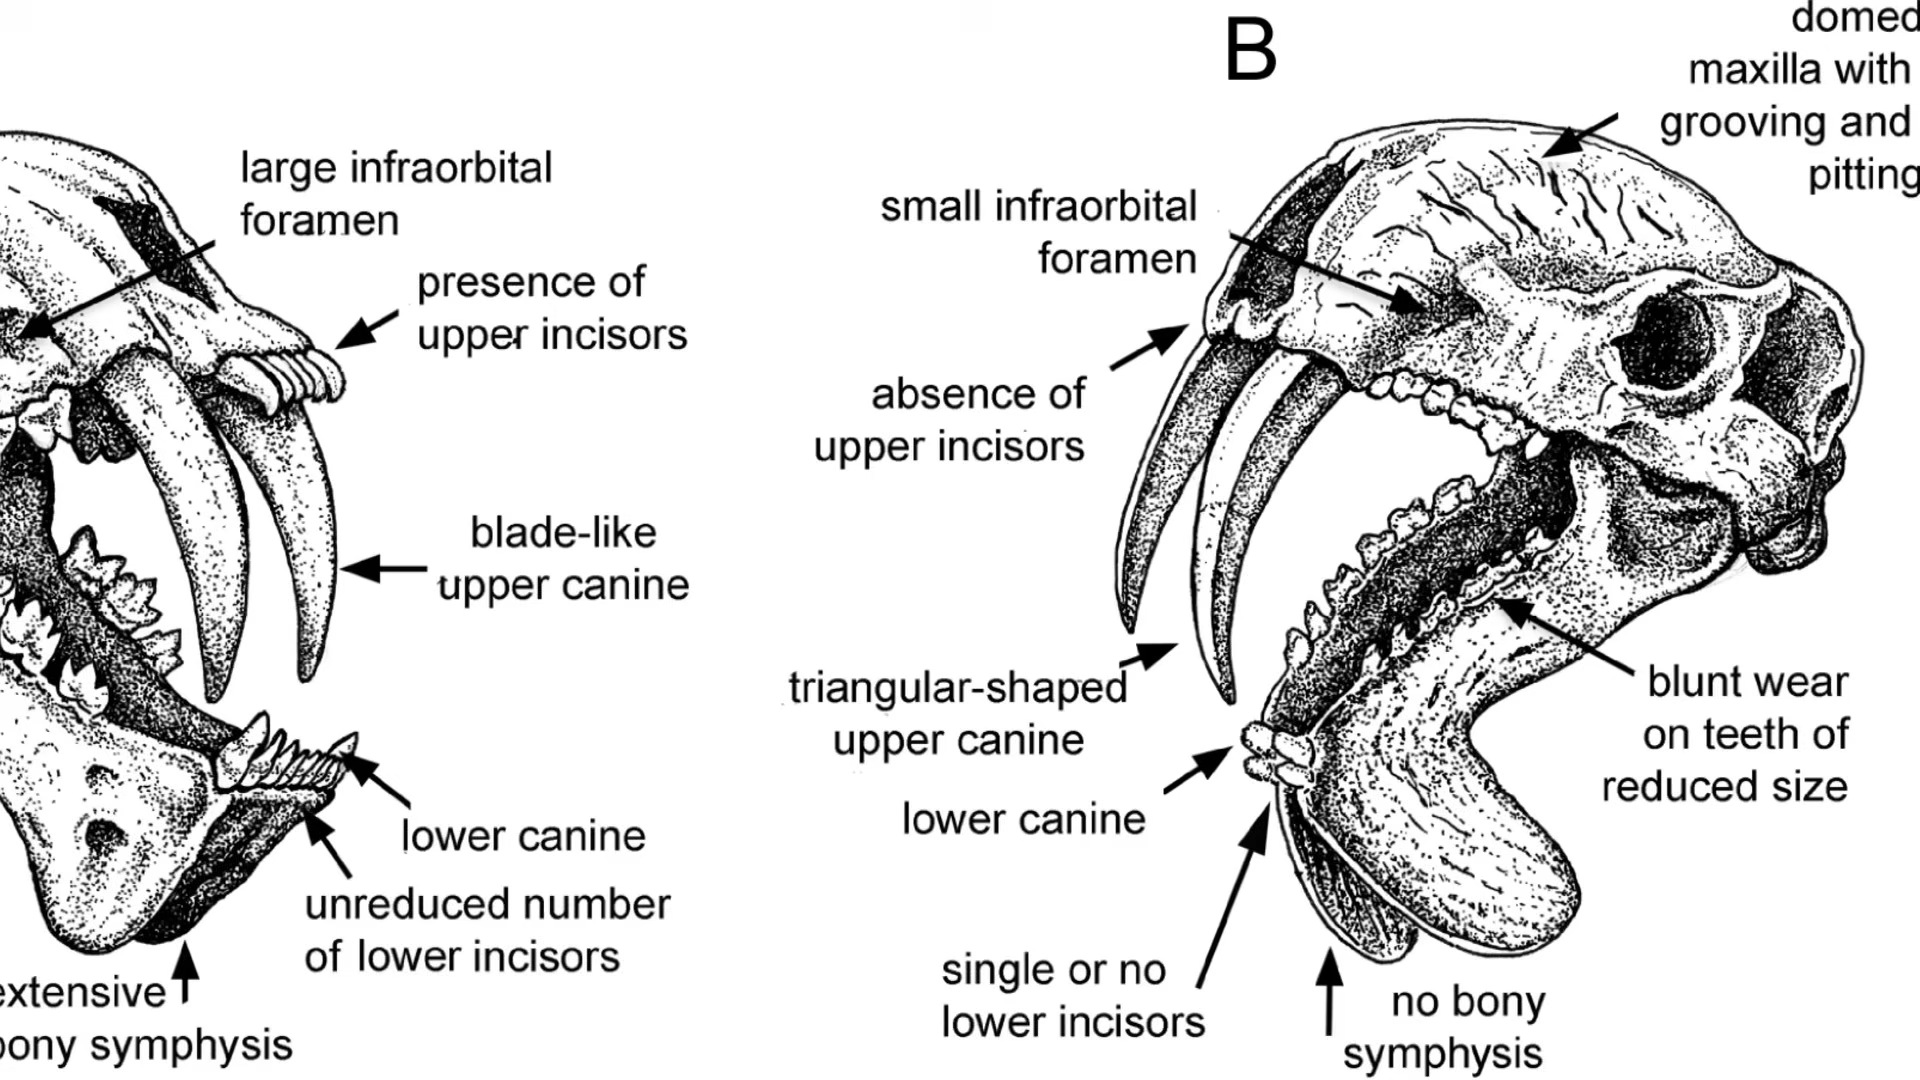 large infraorbital
foramen
presence of
upper incisors
blade-like
upper canine
lower canine
unreduced number
of lower incisors
extensive
bony symphysis
B
domed
maxilla with
grooving and
pitting
small infraorbital
foramen
absence of
upper incisors
triangular-shaped
upper canine
lower canine
single or no
lower incisors
no bony
symphysis
blunt wear
on teeth of
reduced size